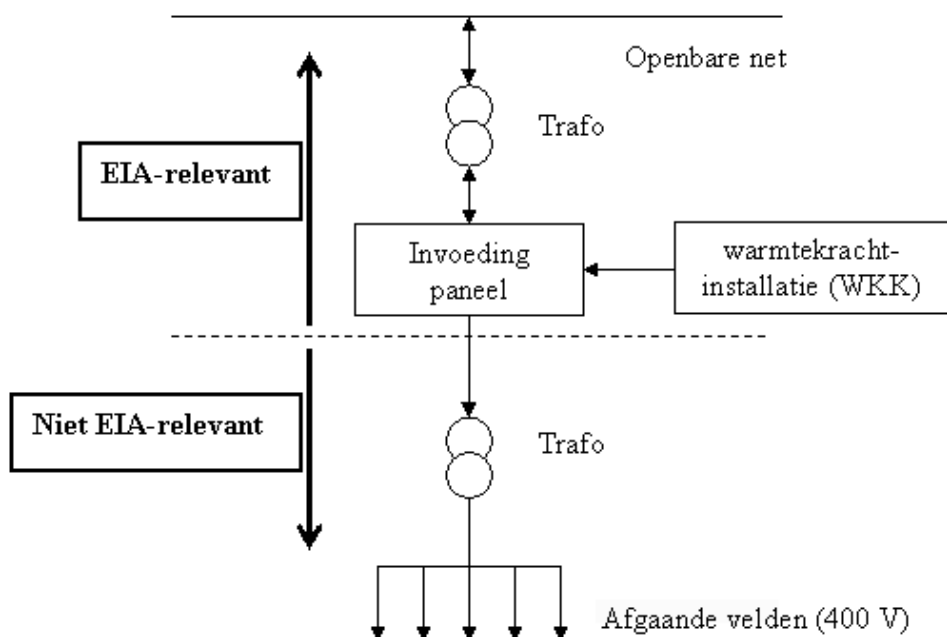 Openbare net
Trafo
EIA-relevant
Invoeding
paneel
warmtekracht-
installatie (WKK)
Niet EIA-relevant
Trafo
Afgaande velden (400 V)